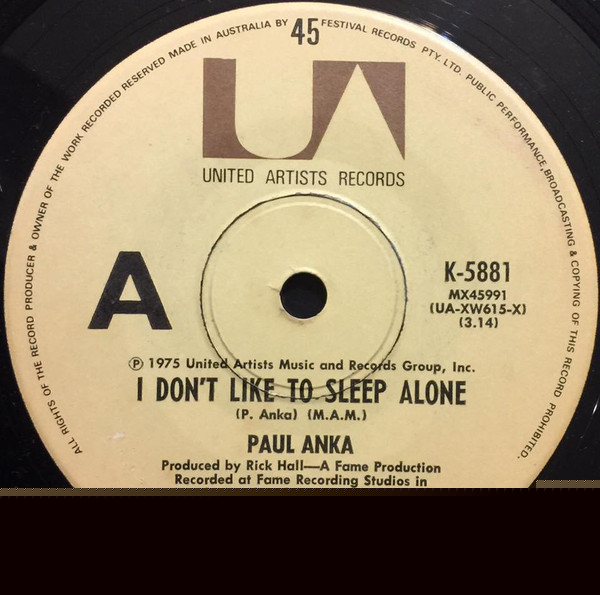 ALL RIGHTS OF THE RECORD PRODUCER & OWNER OF THE WORK RECORDED RESERVED MADE IN AUSTRALIA BY FESTIVAL RECORDS PTY. LTD. PUBLIC PERFORMANCE, BROADCASTING & COPYING OF THIS RECORD PROHIBITED.
45
UA
UNITED ARTISTS RECORDS
A
K-5881
MX45991
(UA-XW615-X)
(3.14)
Ⓟ 1975 United Artists Music and Records Group, Inc.
I DON'T LIKE TO SLEEP ALONE
(P. Anka) (M.A.M.)
PAUL ANKA
Produced by Rick Hall—A Fame Production
Recorded at Fame Recording Studios in